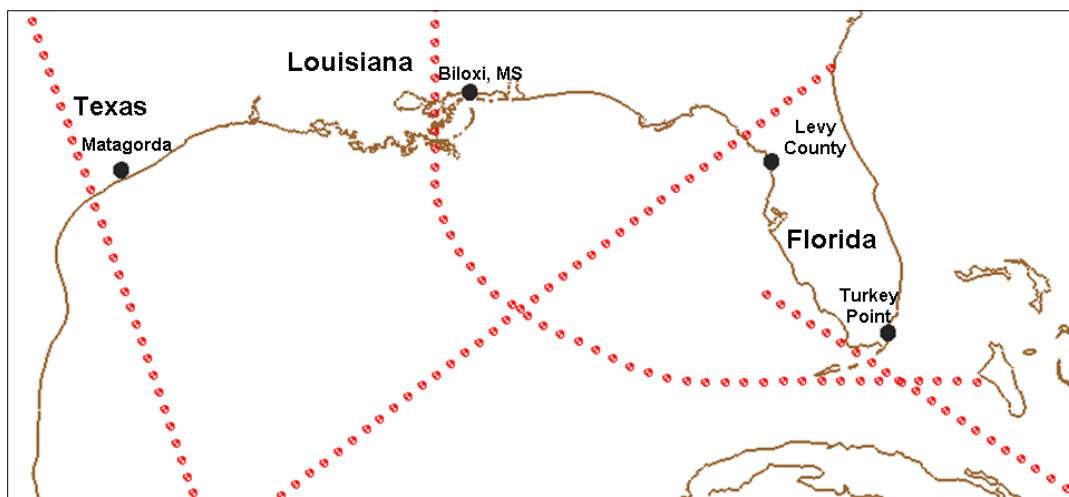 Louisiana
Biloxi, MS
Texas
Matagorda
Levy
County
Florida
Turkey
Point